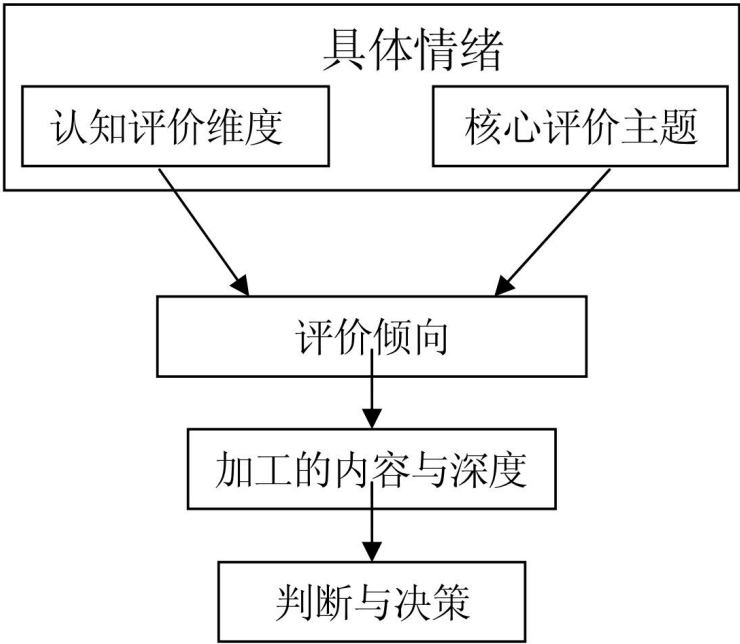 具体情绪
认知评价维度
核心评价主题
评价倾向
加工的内容与深度
判断与决策